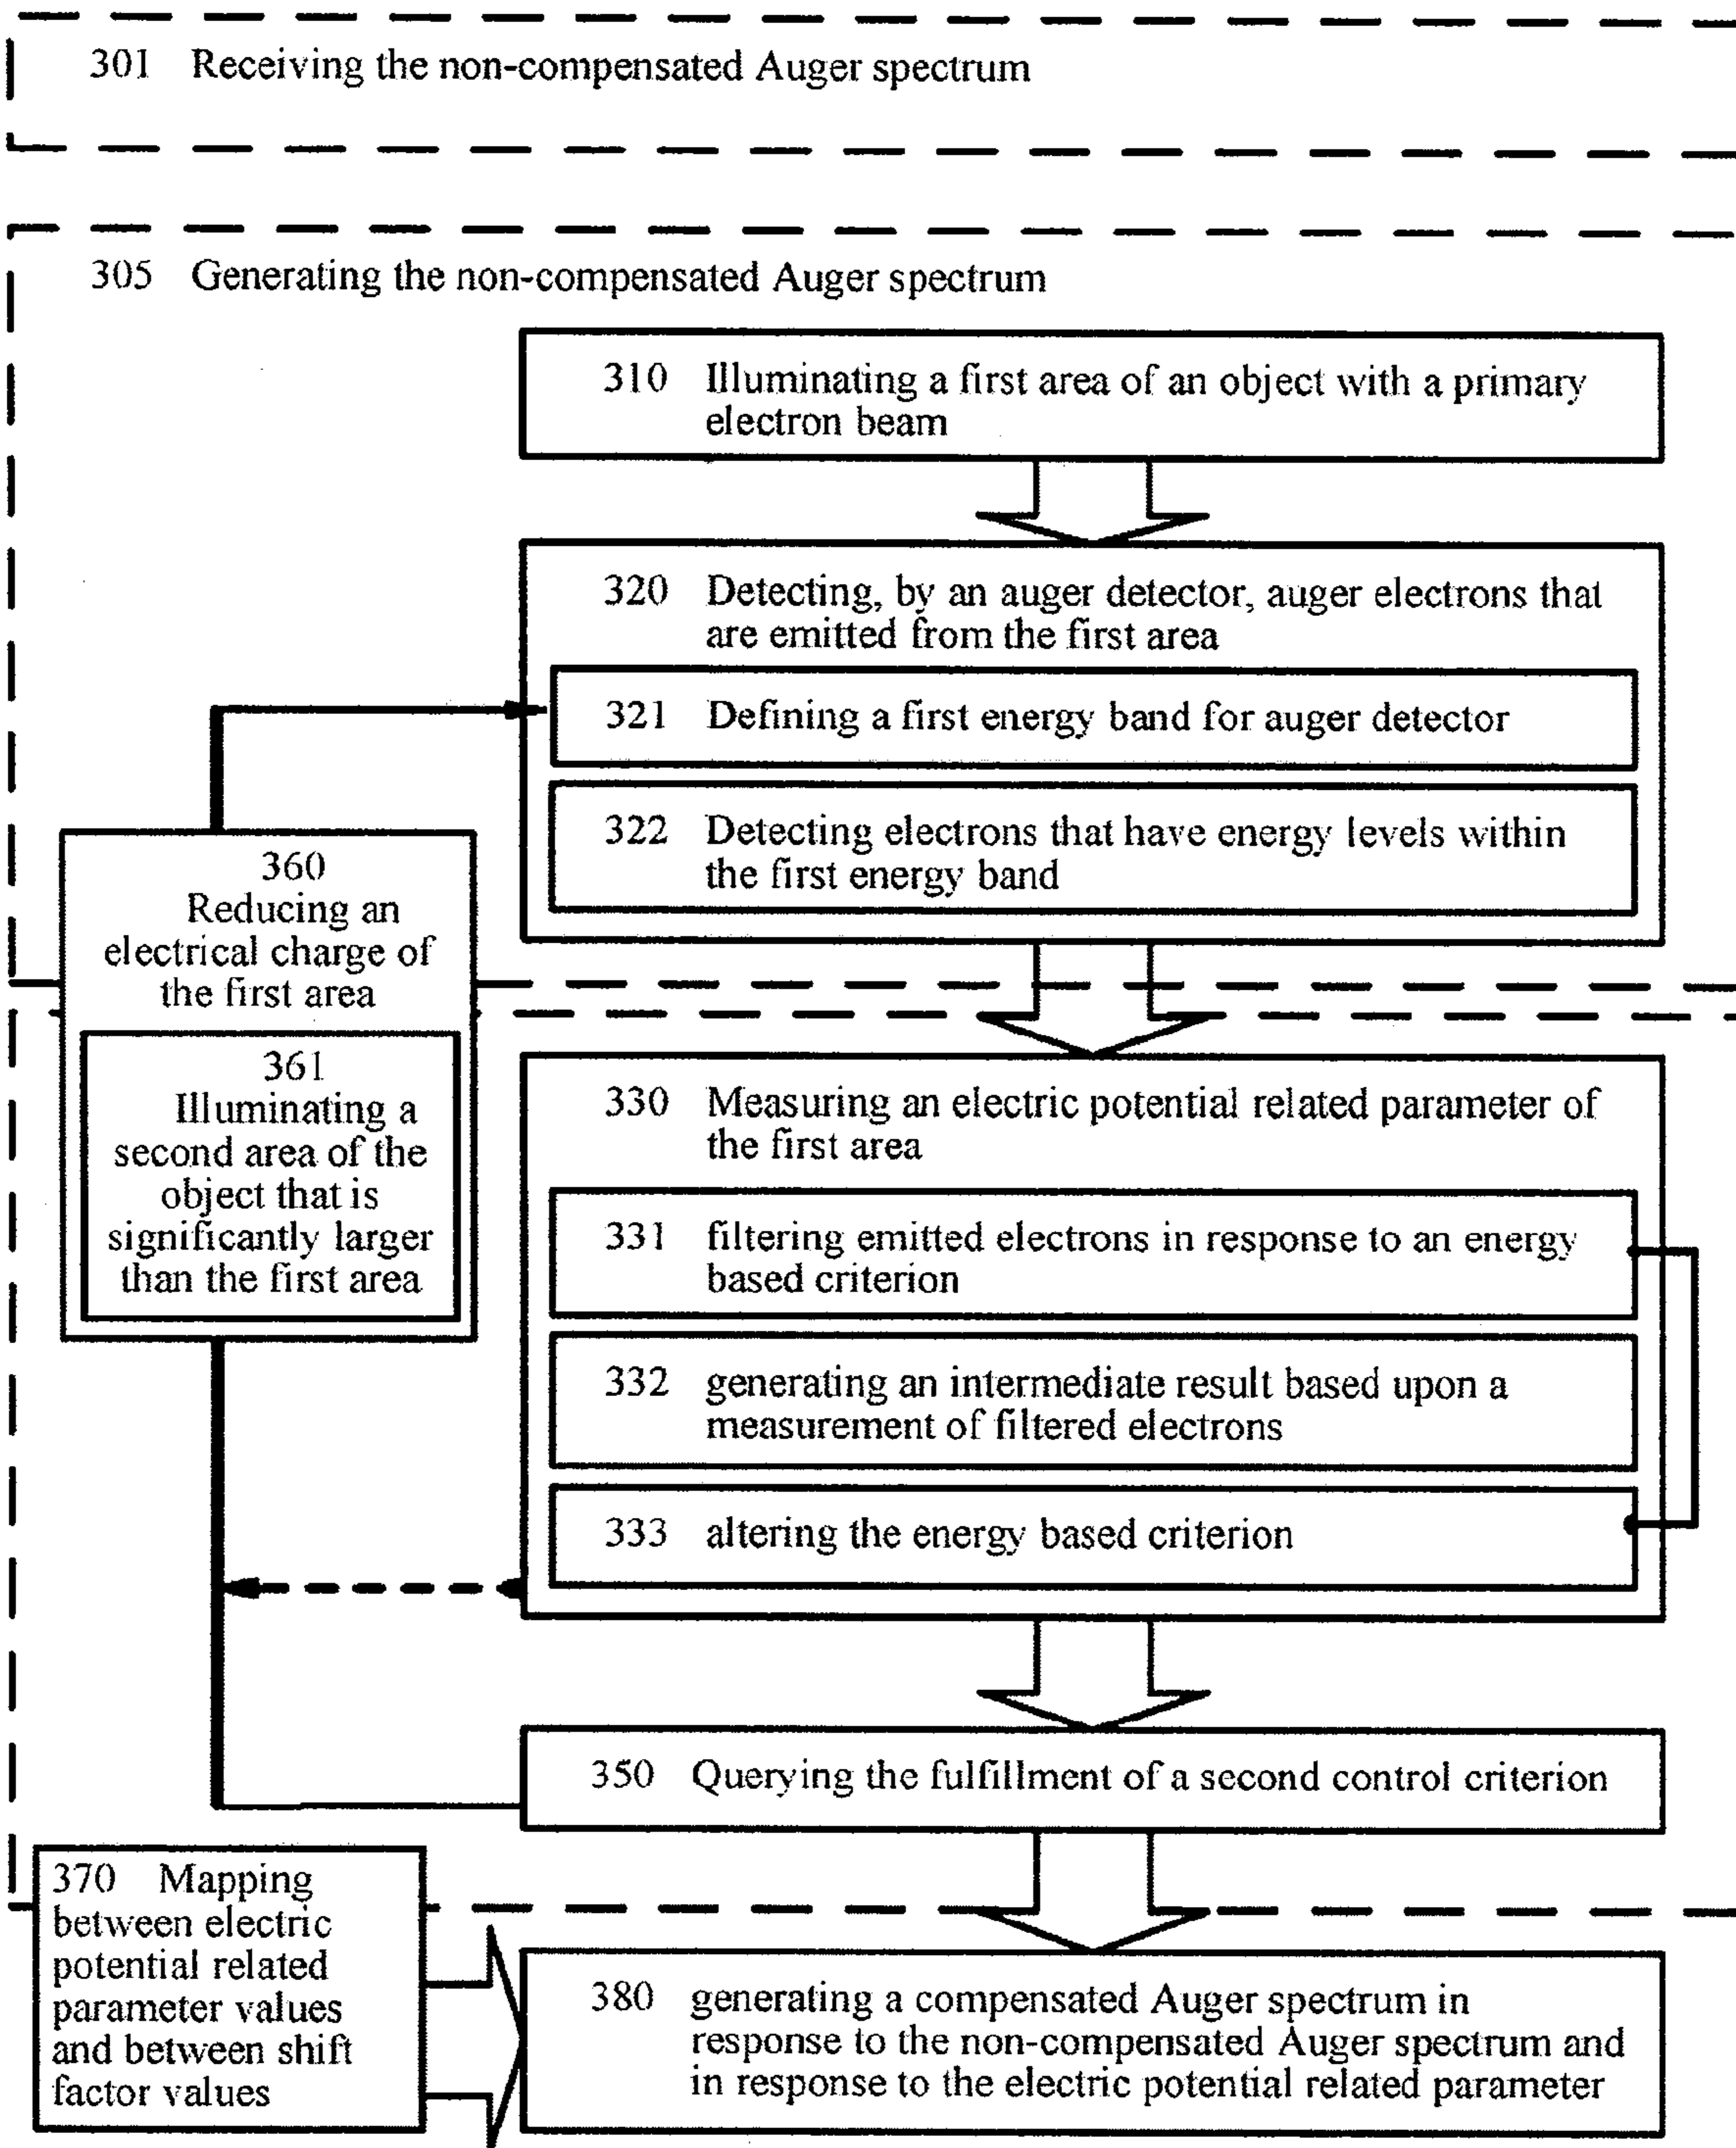 301 Receiving the non-compensated Auger spectrum
305 Generating the non-compensated Auger spectrum
310 Illuminating a first area of an object with a primary
electron beam
320 Detecting, by an auger detector, auger electrons that
are emitted from the first area
321 Defining a first energy band for auger detector
322 Detecting electrons that have energy levels within
the first energy band
360
Reducing an
electrical charge of
the first area
361
Illuminating a
second area of the
object that is
significantly larger
than the first area
330 Measuring an electric potential related parameter of
the first area
331 filtering emitted electrons in response to an energy
based criterion
332 generating an intermediate result based upon a
measurement of filtered electrons
333 altering the energy based criterion
350 Querying the fulfillment of a second control criterion
370 Mapping
between electric
potential related
parameter values
and between shift
factor values
380 generating a compensated Auger spectrum in
response to the non-compensated Auger spectrum and
in response to the electric potential related parameter